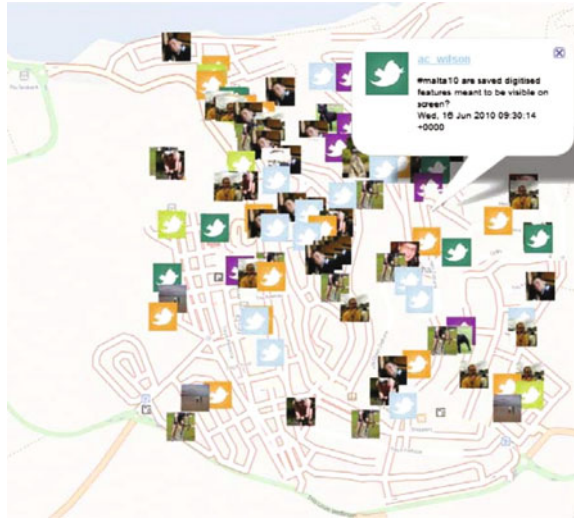 ac_wilson
#malta10 are saved digitised
features meant to be visible on
screen?
Wed, 16 Jun 2010 09:30:14
+0000